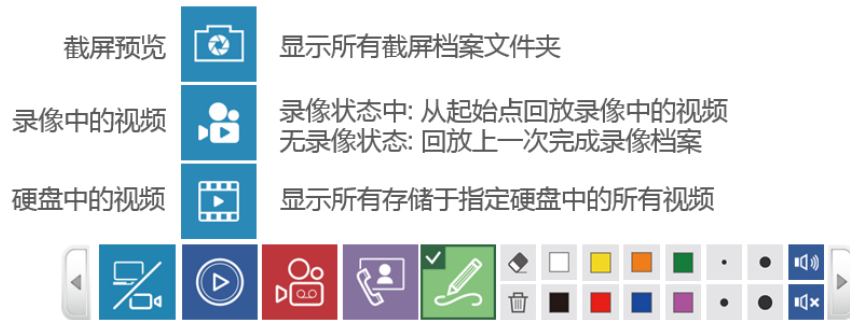 截屏预览
显示所有截屏档案文件夹
录像中的视频
录像状态中: 从起始点回放录像中的视频
无录像状态: 回放上一次完成录像档案
硬盘中的视频
显示所有存储于指定硬盘中的所有视频